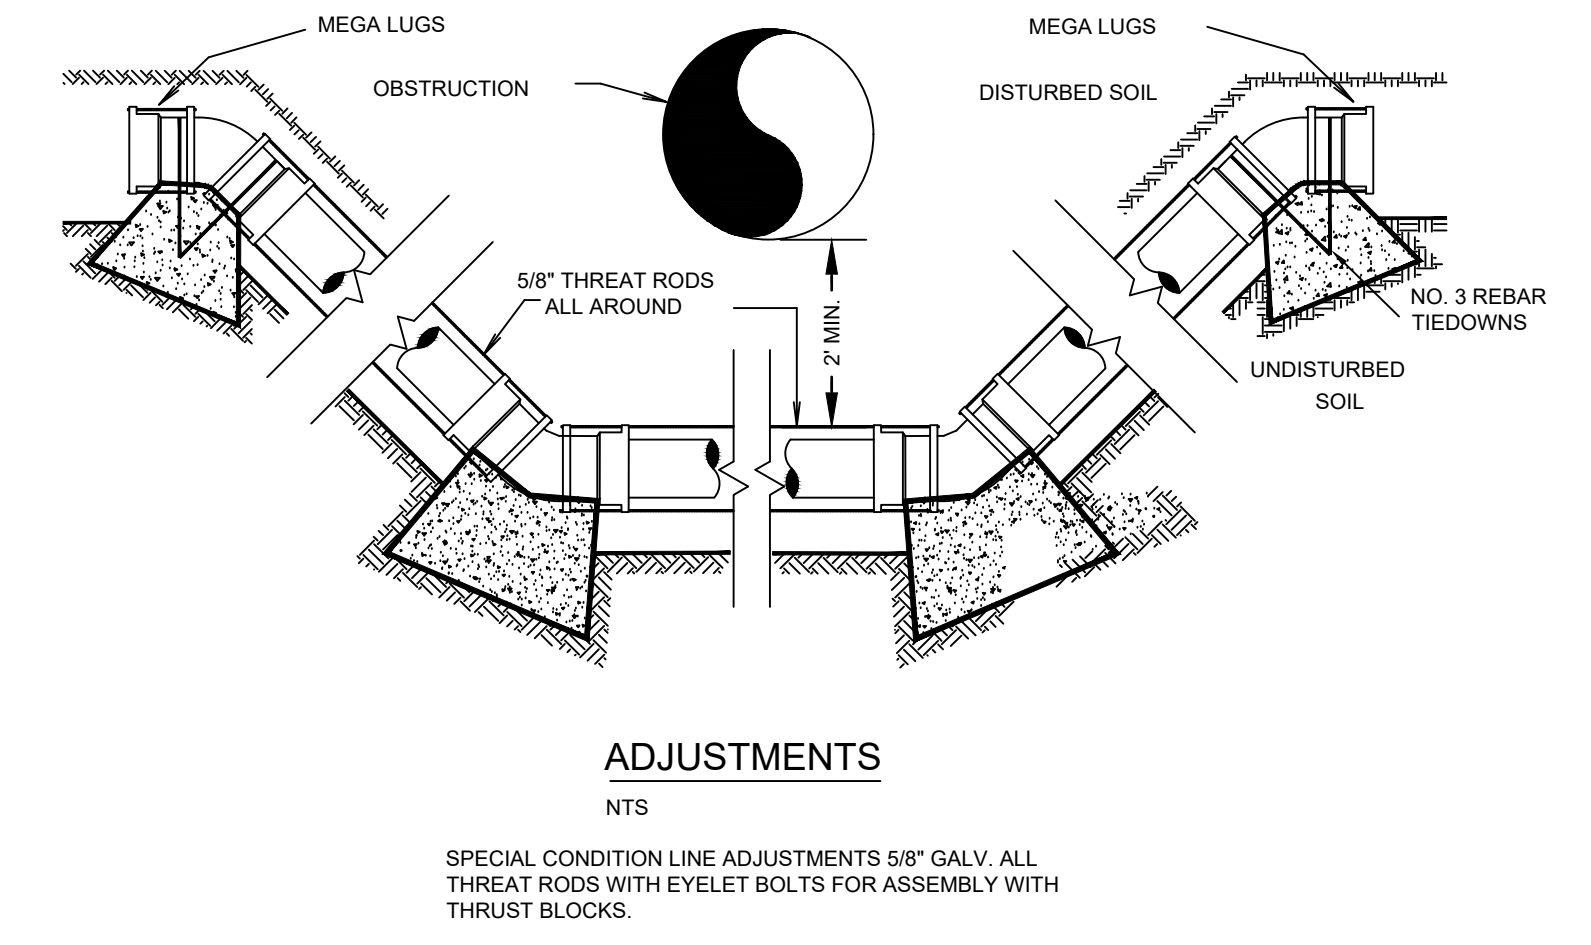 MEGA LUGS
MEGA LUGS
OBSTRUCTION
DISTURBED SOIL
5/8" THREAT RODS
ALL AROUND
2' MIN.
NO. 3 REBAR
TIEDOWNS
UNDISTURBED
SOIL
ADJUSTMENTS
NTS
SPECIAL CONDITION LINE ADJUSTMENTS 5/8" GALV. ALL
THREAT RODS WITH EYELET BOLTS FOR ASSEMBLY WITH
THRUST BLOCKS.